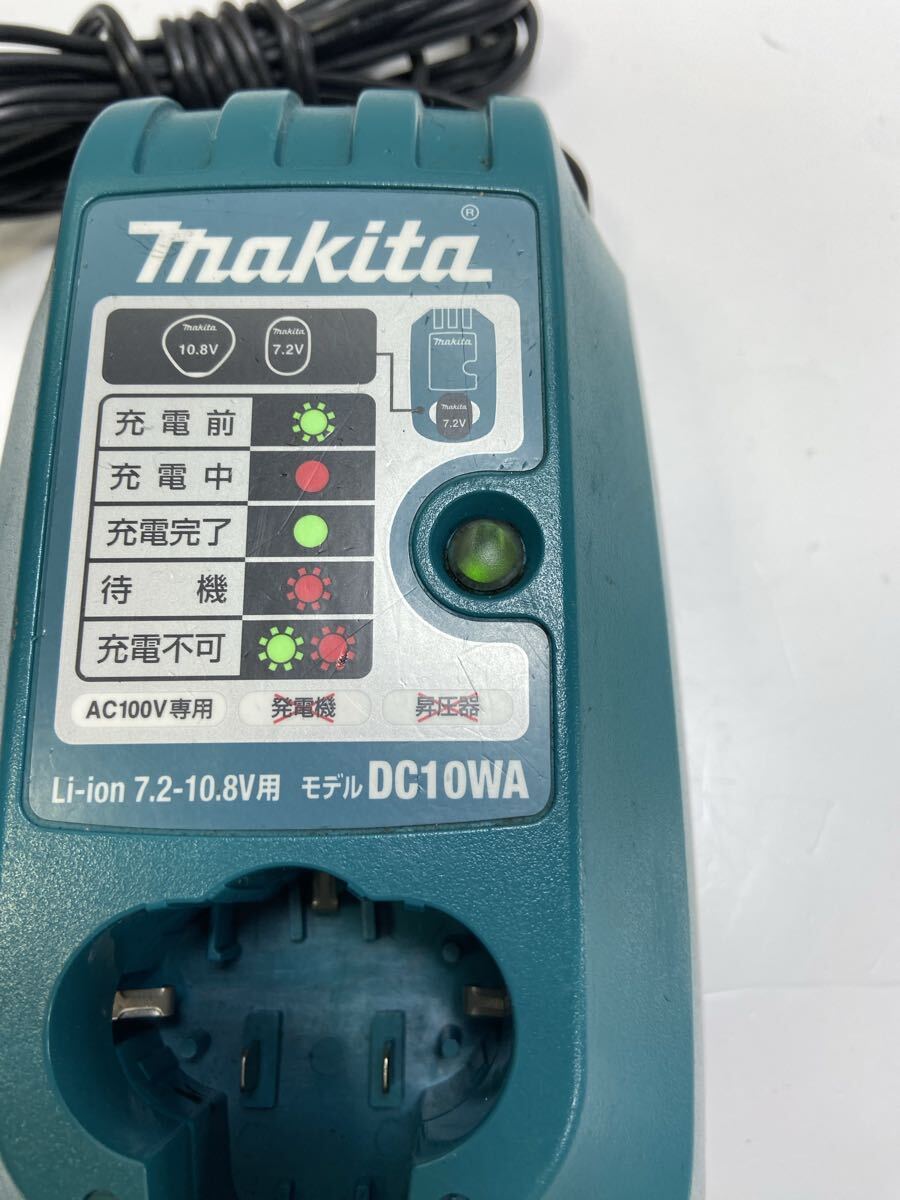 makita®
makita
10.8V
makita
7.2V
makita
makita
7.2V
充電前
充電中
充電完了
待機
充電不可
AC100V専用
発電機
昇圧器
Li-ion 7.2-10.8V用 モデル DC10WA